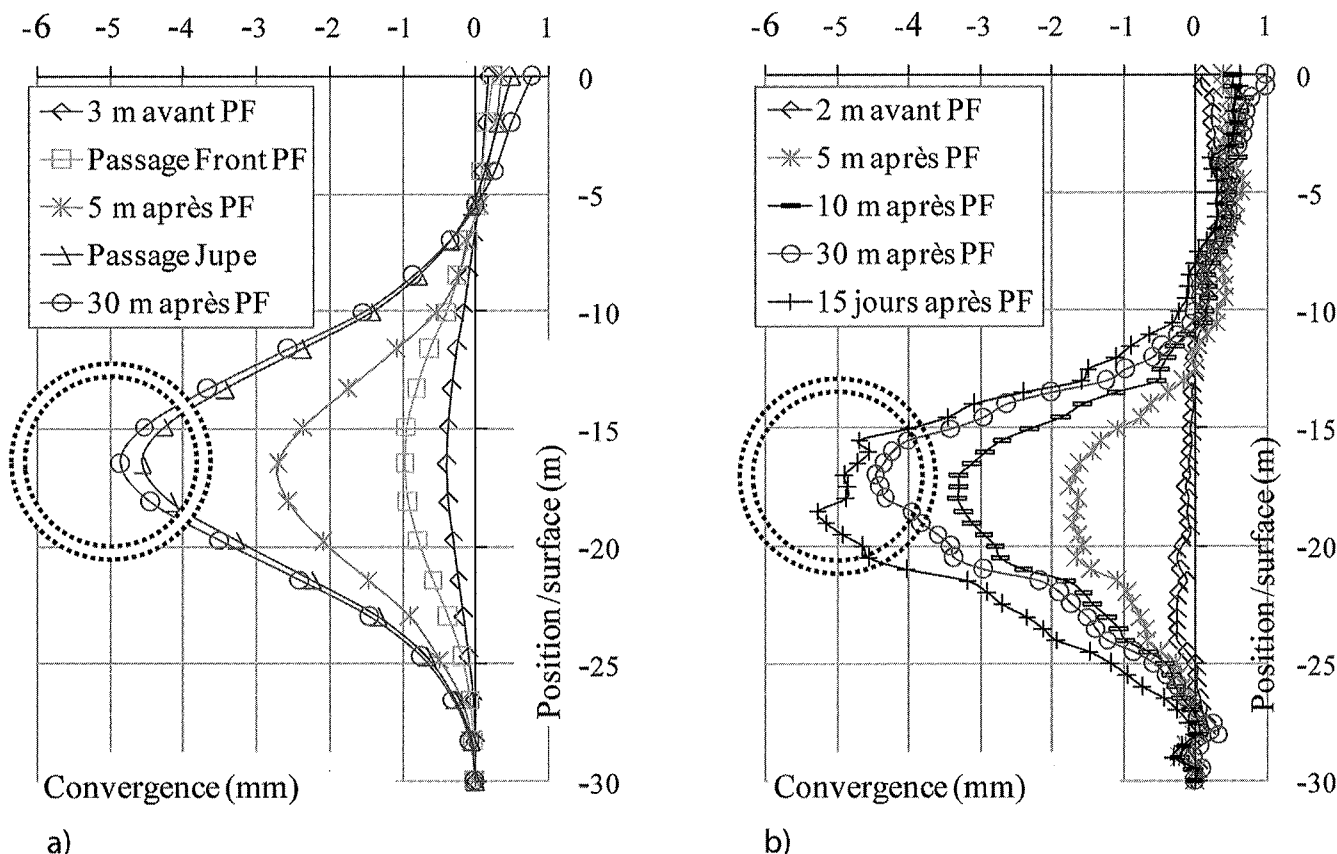 -6 -5 -4 -3 -2 -1 0 1
0
-5
-10
-15
-20
-25
-30
3 m avant PF
Passage Front PF
5 m après PF
Passage Jupe
30 m après PF
Position/surface (m)
Convergence (mm)
a)
-6 -5 -4 -3 -2 -1 0 1
0
-5
-10
-15
-20
-25
-30
2 m avant PF
5 m après PF
10 m après PF
30 m après PF
15 jours après PF
Position/surface (m)
Convergence (mm)
b)